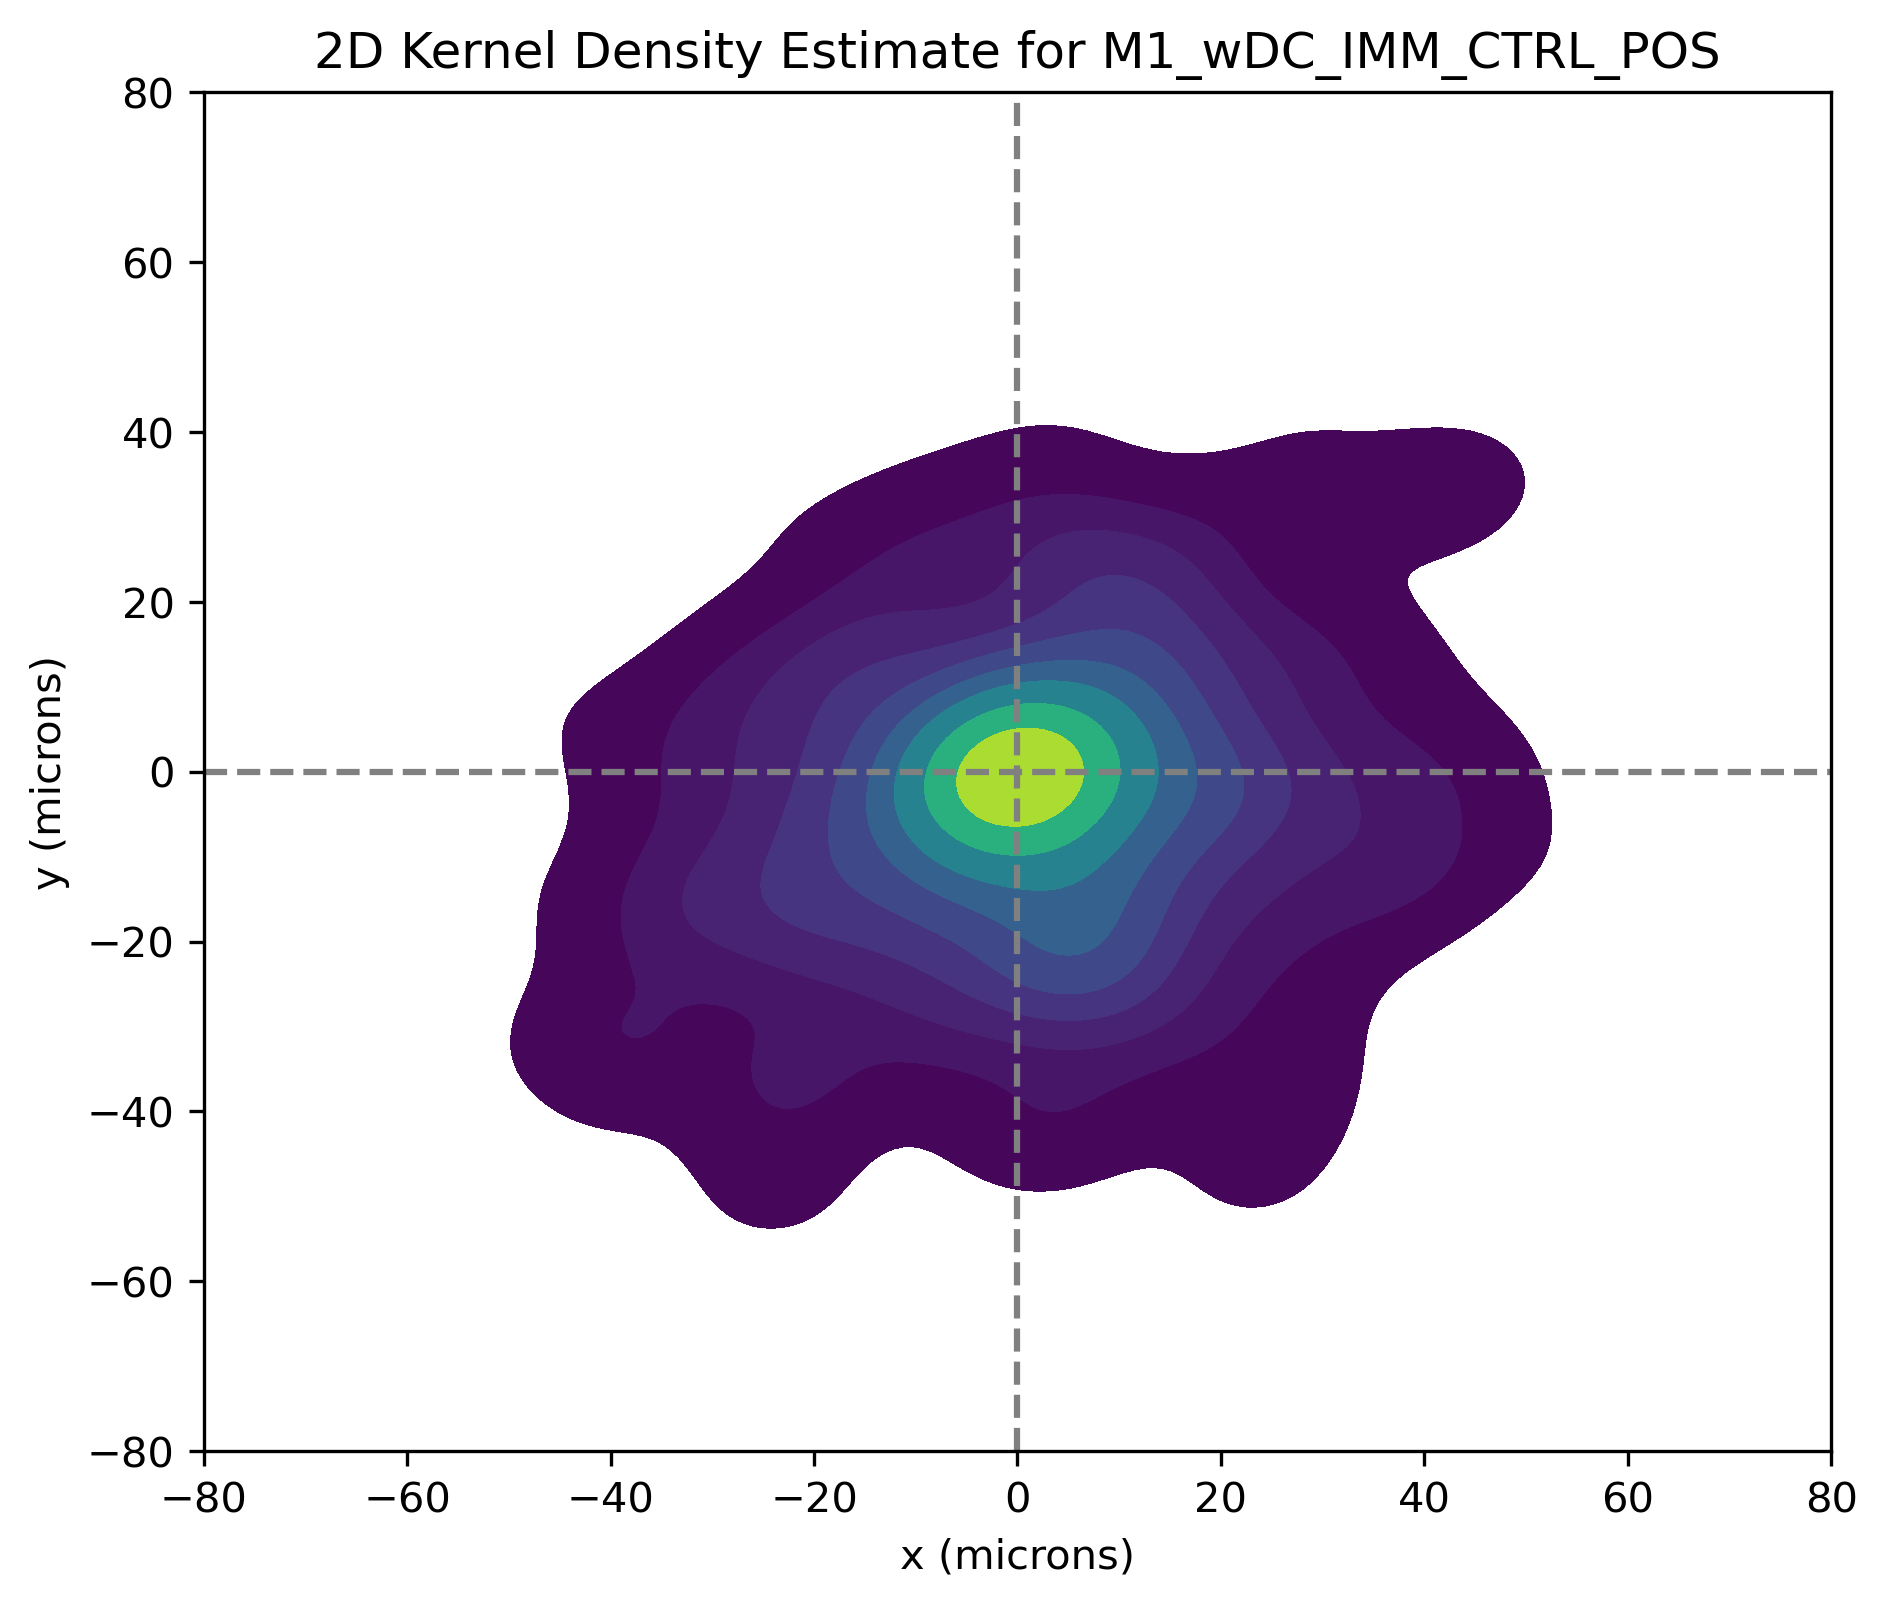 2D Kernel Density Estimate for M1_wDC_IMM_CTRL_POS
80
60
40
20
0
−20
−40
−60
−80
y (microns)
−80 −60 −40 −20 0 20 40 60 80
x (microns)